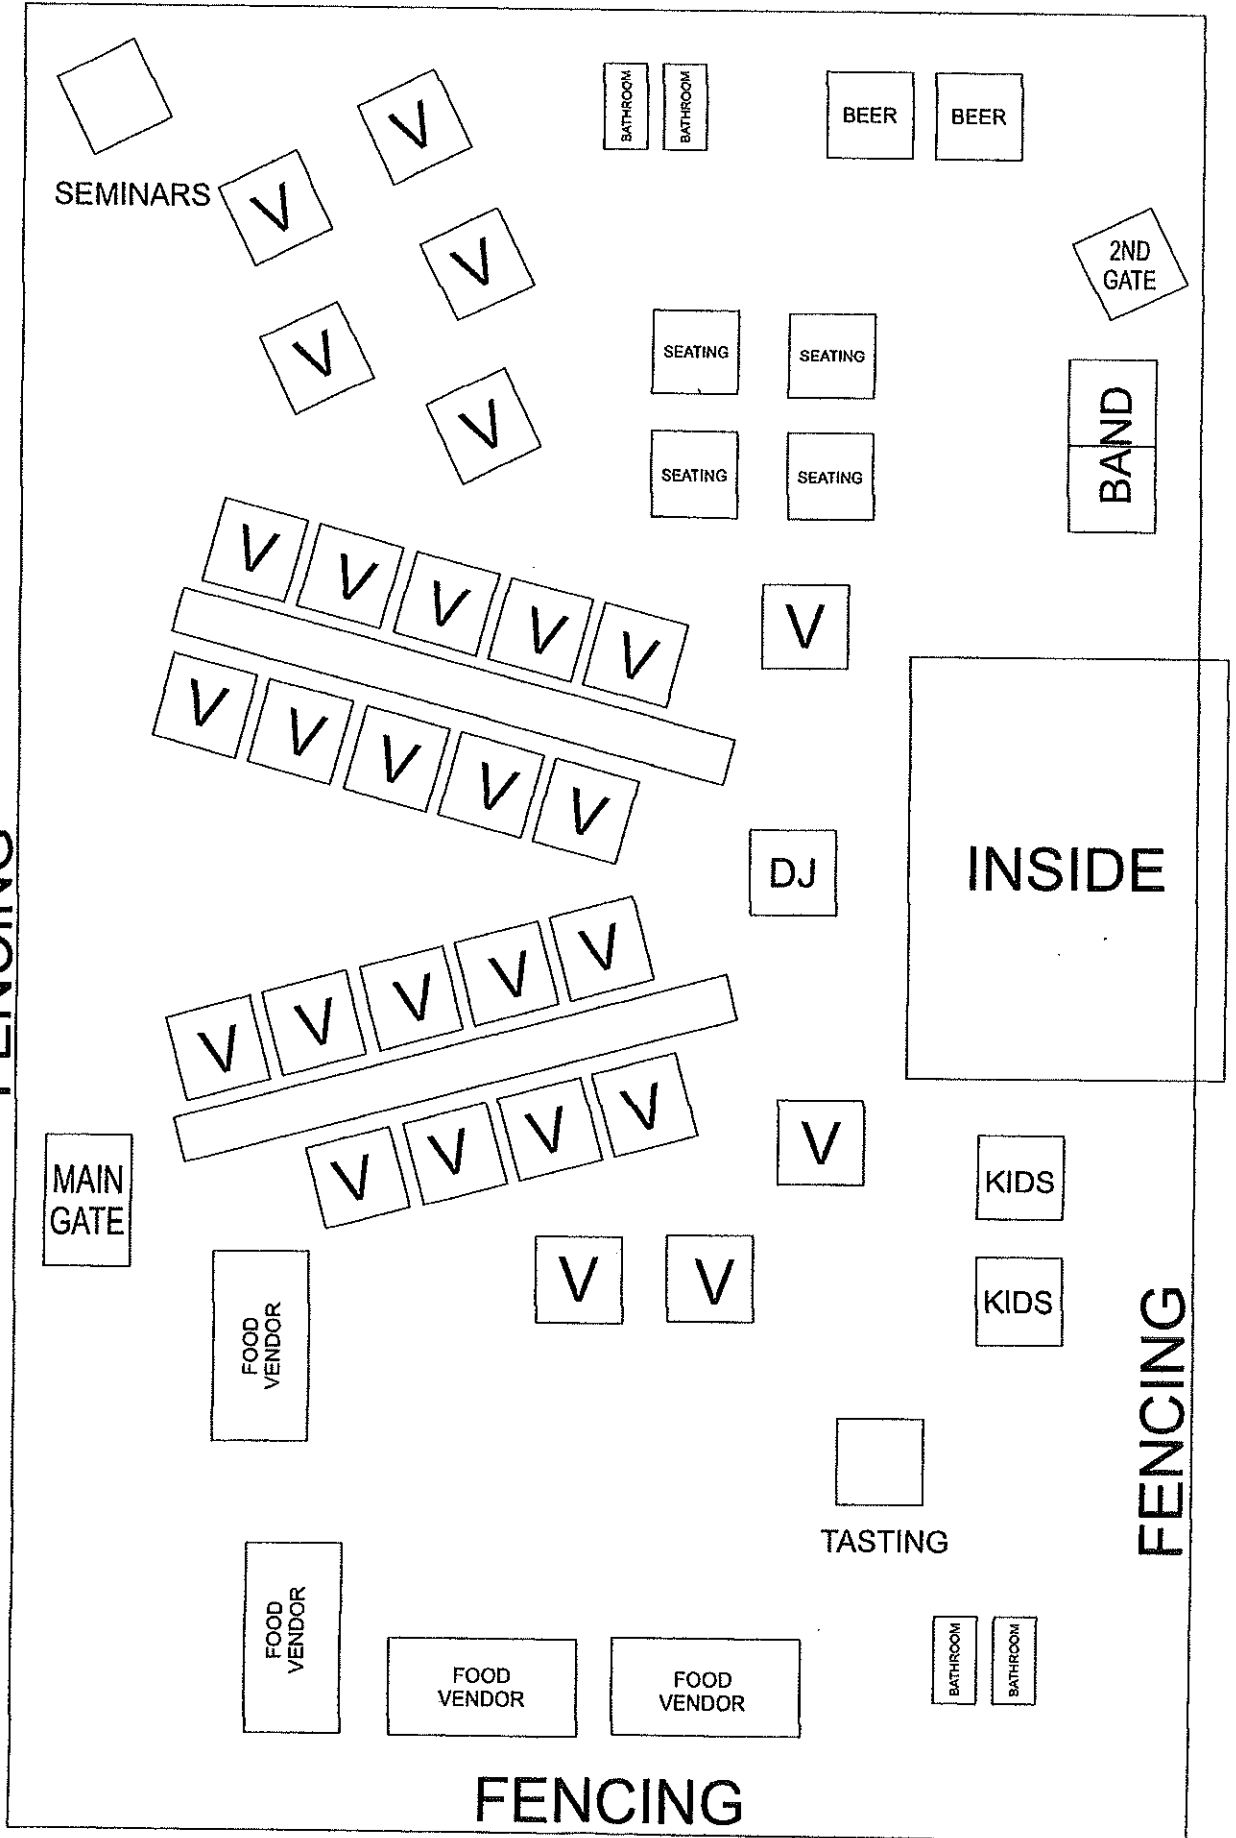 BATHROOM
BATHROOM
BEER
BEER
V
SEMINARS
V
V
2ND
GATE
V
SEATING
SEATING
V
BAND
SEATING
SEATING
V
V
V
V
V
V
V
V
V
V
V
DJ
INSIDE
FENCING
V
V
V
V
V
V
V
V
V
V
MAIN
GATE
KIDS
V
V
KIDS
FOOD
VENDOR
FENCING
TASTING
FOOD
VENDOR
FOOD
VENDOR
FOOD
VENDOR
BATHROOM
BATHROOM
FENCING